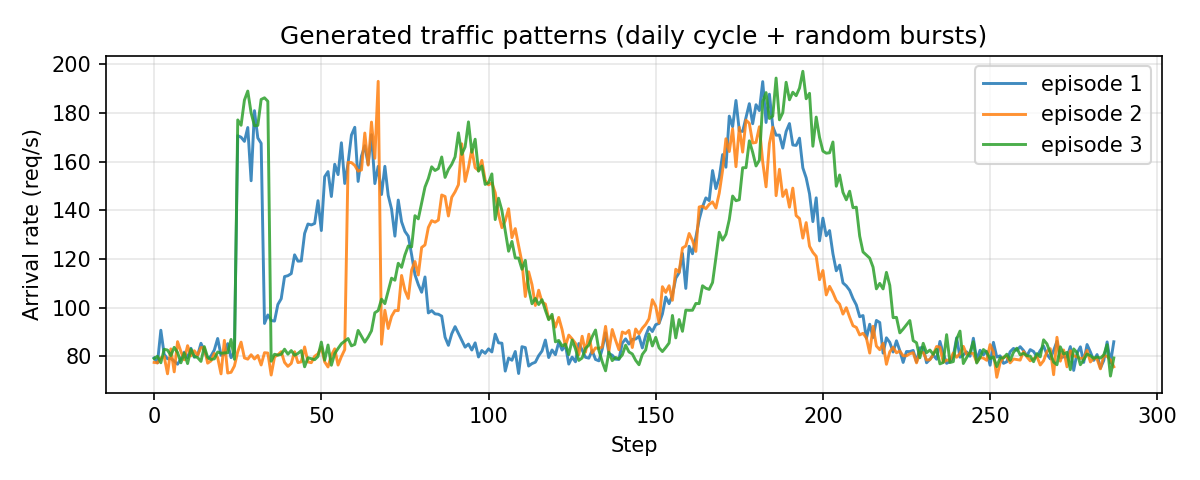 Generated traffic patterns (daily cycle + random bursts)
Arrival rate (req/s)
200
180
160
140
120
100
80
episode 1
episode 2
episode 3
0 50 100 150 200 250 300
Step